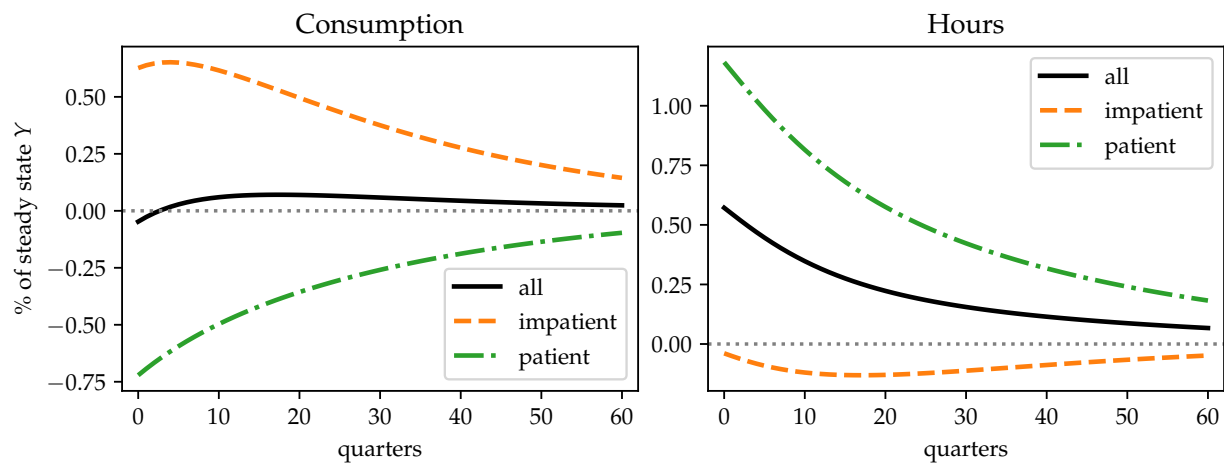 Consumption
% of steady state Y
0.50
0.25
0.00
−0.25
−0.50
−0.75
0 10 20 30 40 50 60
quarters
all
impatient
patient
Hours
1.00
0.75
0.50
0.25
0.00
0 10 20 30 40 50 60
quarters
all
impatient
patient